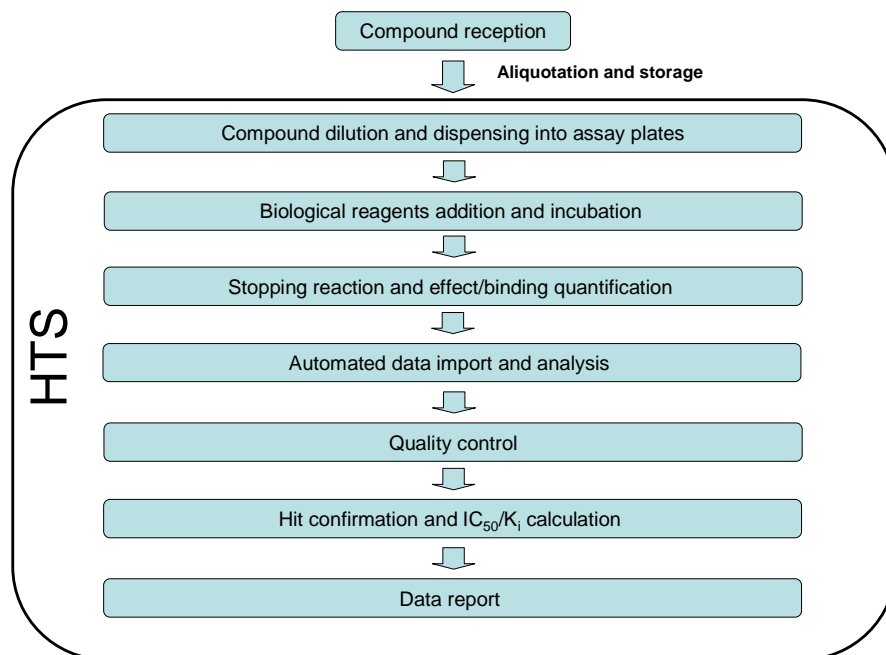 Compound reception
Aliquotation and storage
HTS
Compound dilution and dispensing into assay plates
Biological reagents addition and incubation
Stopping reaction and effect/binding quantification
Automated data import and analysis
Quality control
Hit confirmation and IC₅₀/Kᵢ calculation
Data report